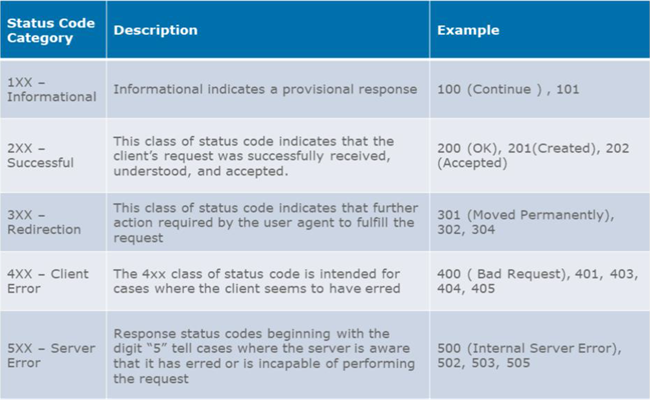 Status Code
Category
Description
Example
1XX –
Informational
Informational indicates a provisional response
100 (Continue ) , 101
2XX –
Successful
This class of status code indicates that the
client’s request was successfully received,
understood, and accepted.
200 (OK), 201(Created), 202
(Accepted)
3XX –
Redirection
This class of status code indicates that further
action required by the user agent to fulfill the
request
301 (Moved Permanently),
302, 304
4XX – Client
Error
The 4xx class of status code is intended for
cases where the client seems to have erred
400 ( Bad Request), 401, 403,
404, 405
5XX – Server
Error
Response status codes beginning with the
digit “5” tell cases where the server is aware
that it has erred or is incapable of performing
the request
500 (Internal Server Error),
502, 503, 505